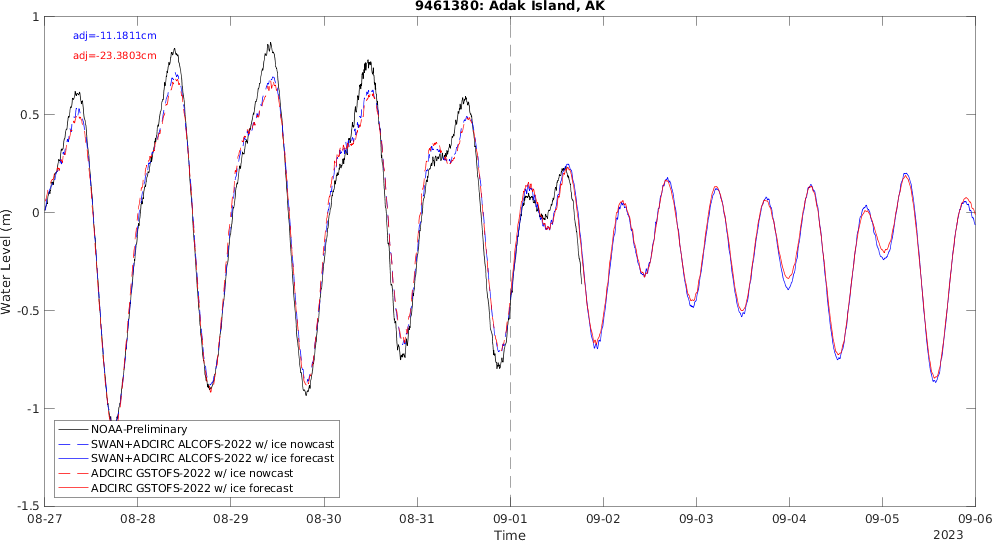 9461380: Adak Island, AK
adj=-11.1811cm
adj=-23.3803cm
Water Level (m)
1
0.5
0
-0.5
-1
-1.5
NOAA-Preliminary
SWAN+ADCIRC ALCOFS-2022 w/ ice nowcast
SWAN+ADCIRC ALCOFS-2022 w/ ice forecast
ADCIRC GSTOFS-2022 w/ ice nowcast
ADCIRC GSTOFS-2022 w/ ice forecast
08-27 08-28 08-29 08-30 08-31 09-01 09-02 09-03 09-04 09-05 09-06
Time
2023